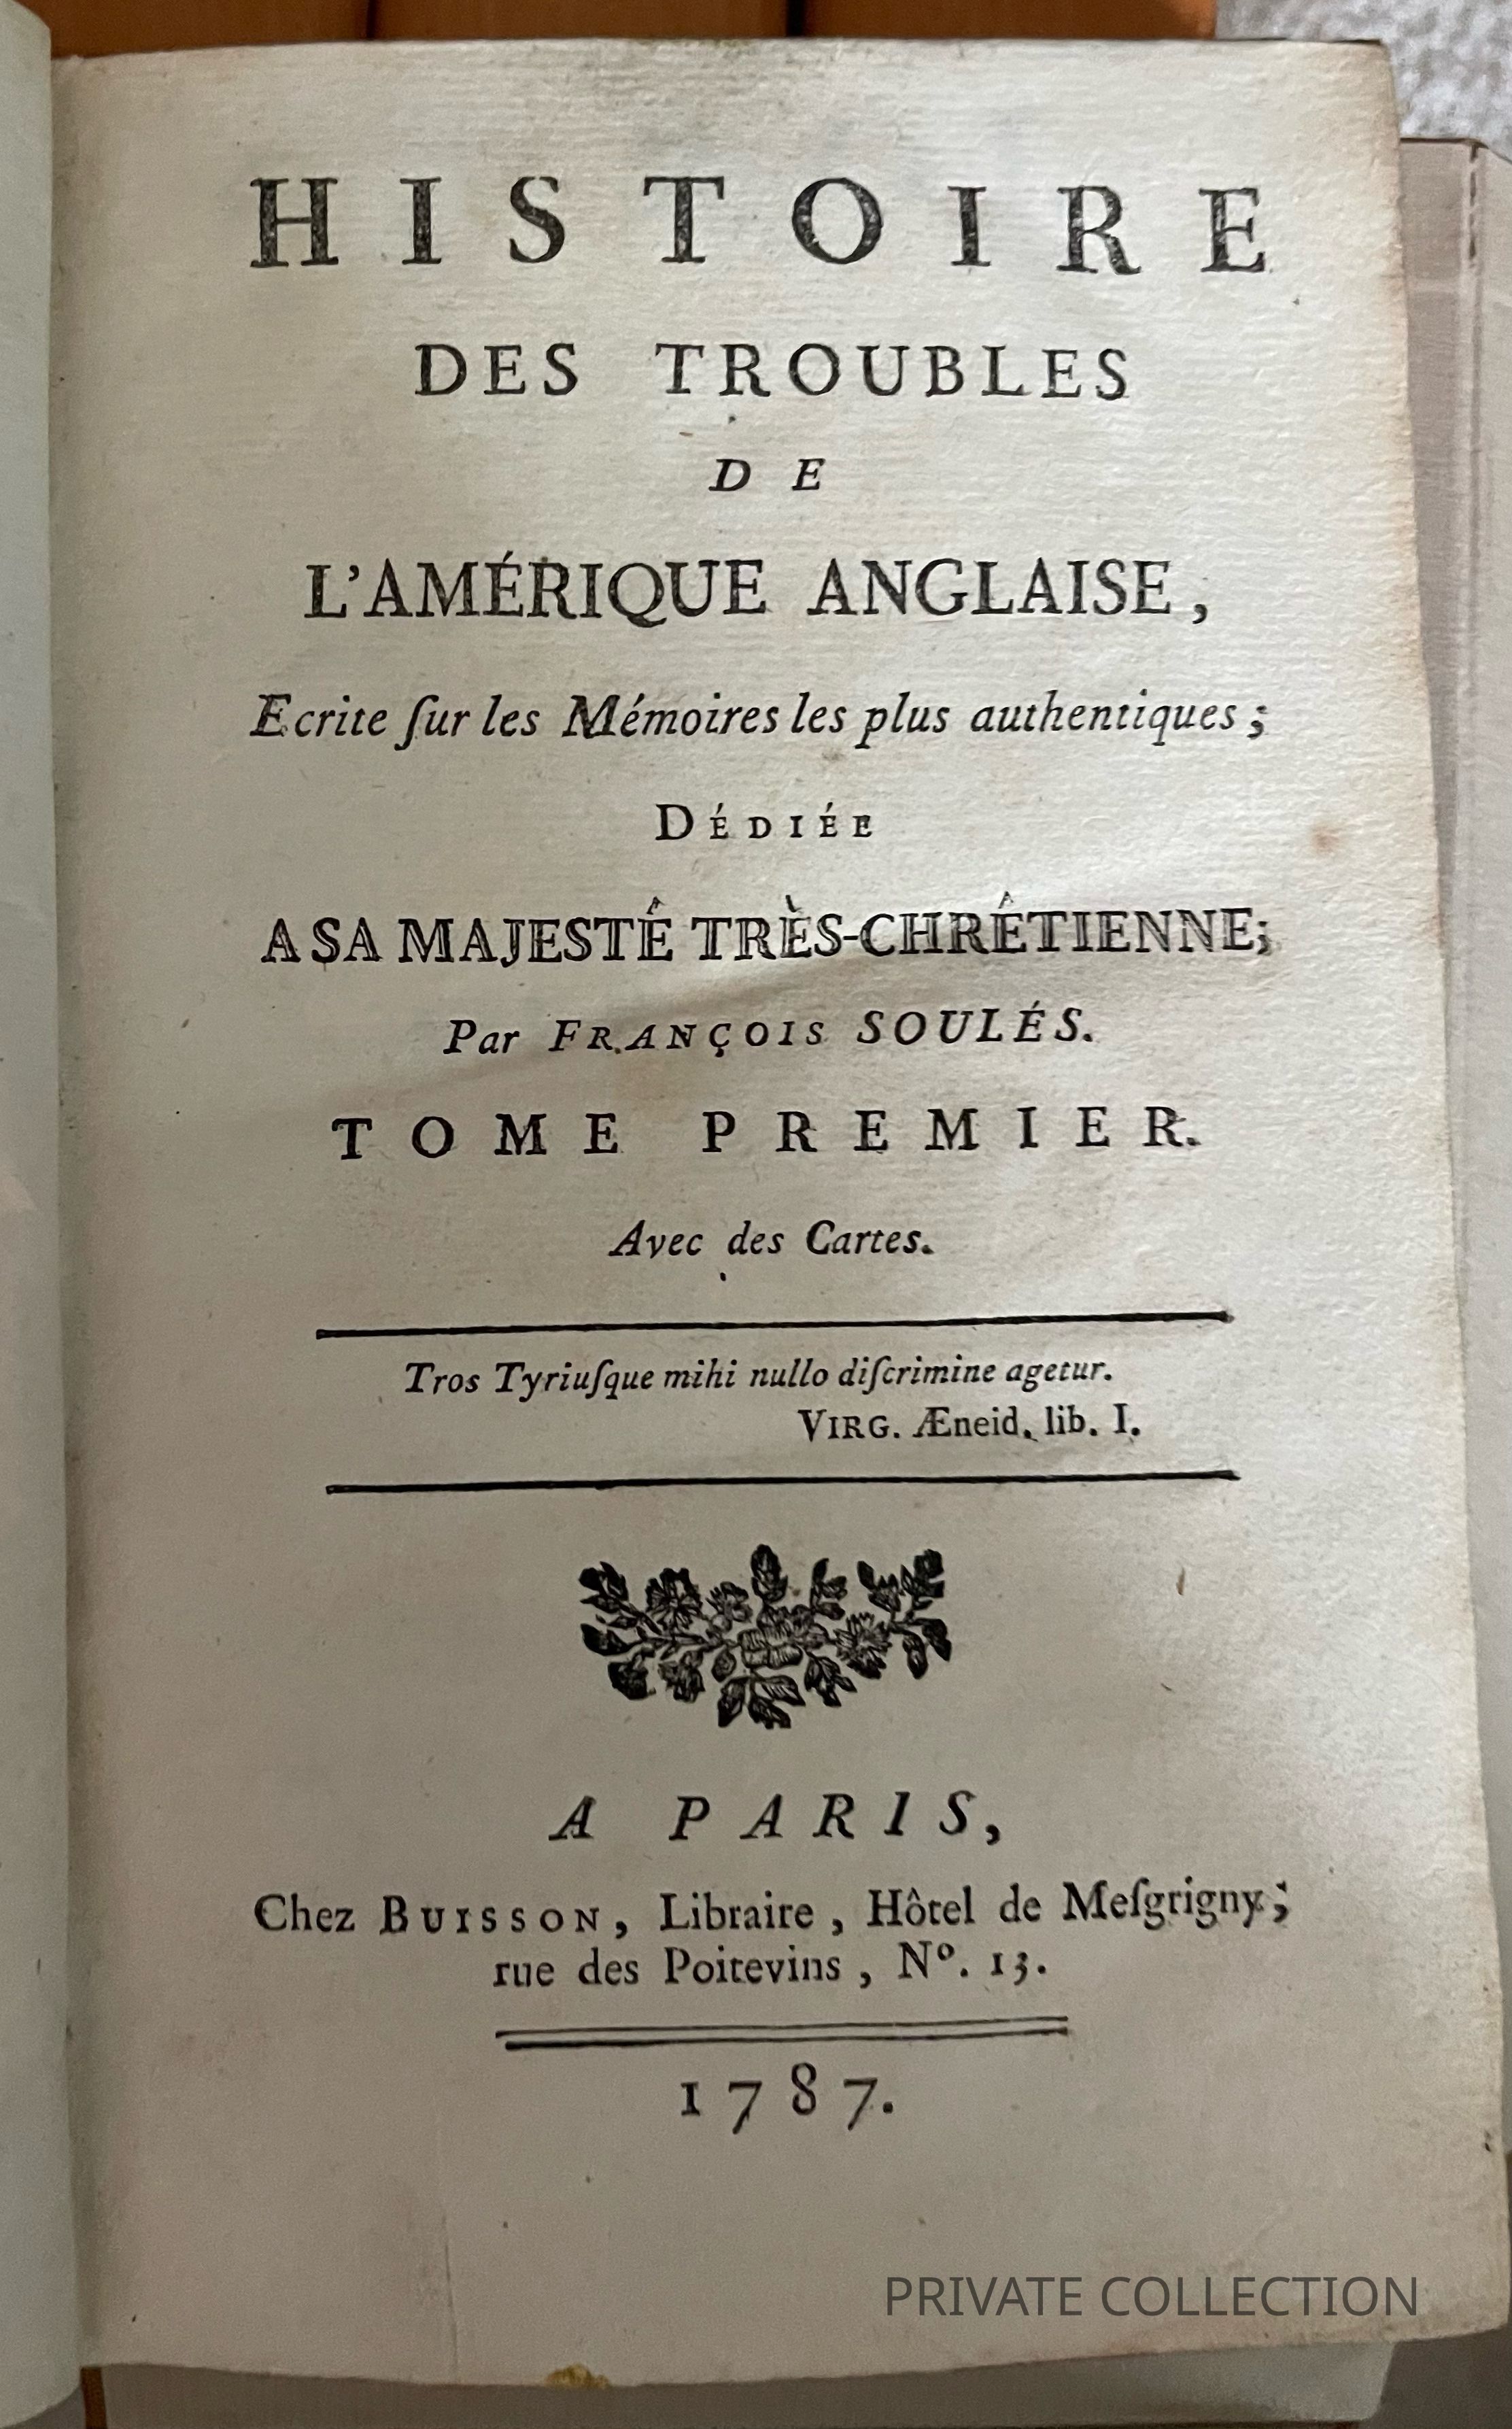 HISTOIRE
DES TROUBLES
DE
L'AMÉRIQUE ANGLAISE,
Ecrite ſur les Mémoires les plus authentiques;
DÉDIÉE
A SA MAJESTÉ TRÈS-CHRÉTIENNE;
Par FRANÇOIS SOULÉS.
TOME PREMIER.
Avec des Cartes.
Tros Tyriuſque mihi nullo diſcrimine agetur.
VIRG. Æneid. lib. I.
A PARIS,
Chez BUISSON, Libraire, Hôtel de Meſgrigny;
rue des Poitevins, Nº. 13.
1787.
PRIVATE COLLECTION